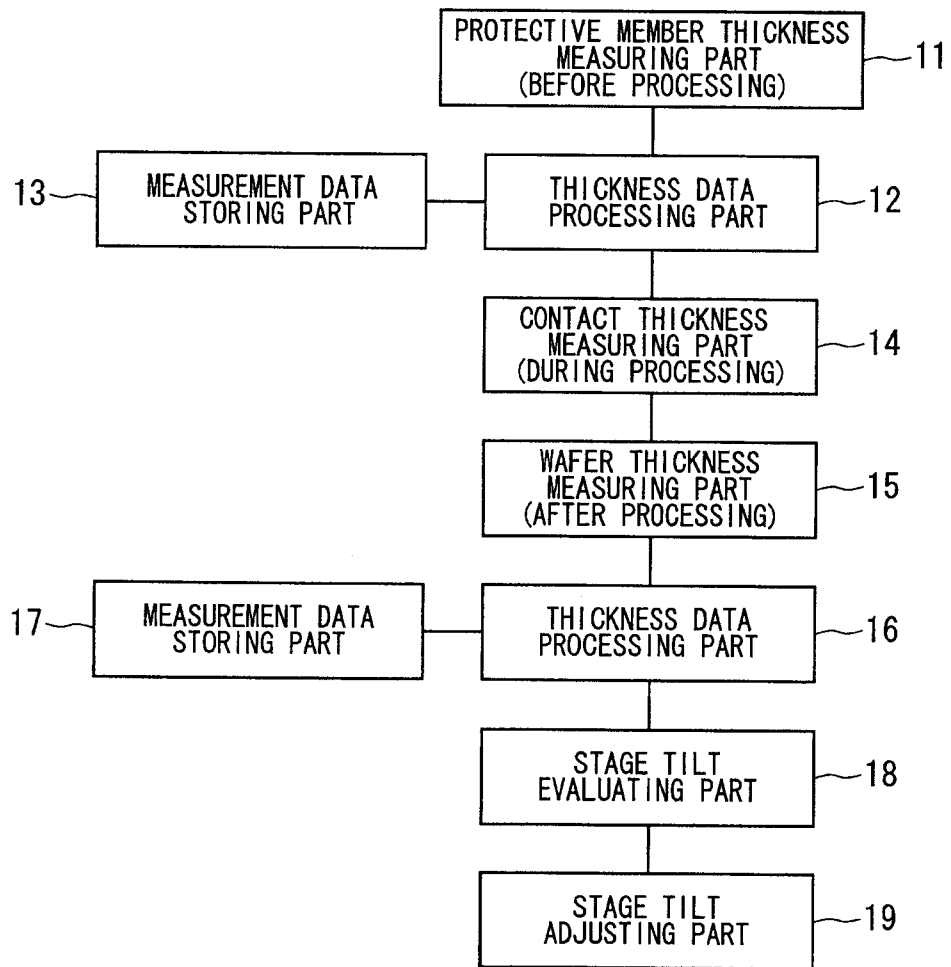 PROTECTIVE MEMBER THICKNESS
MEASURING PART
(BEFORE PROCESSING)
11
13
MEASUREMENT DATA
STORING PART
THICKNESS DATA
PROCESSING PART
12
CONTACT THICKNESS
MEASURING PART
(DURING PROCESSING)
14
WAFER THICKNESS
MEASURING PART
(AFTER PROCESSING)
15
17
MEASUREMENT DATA
STORING PART
THICKNESS DATA
PROCESSING PART
16
STAGE TILT
EVALUATING PART
18
STAGE TILT
ADJUSTING PART
19